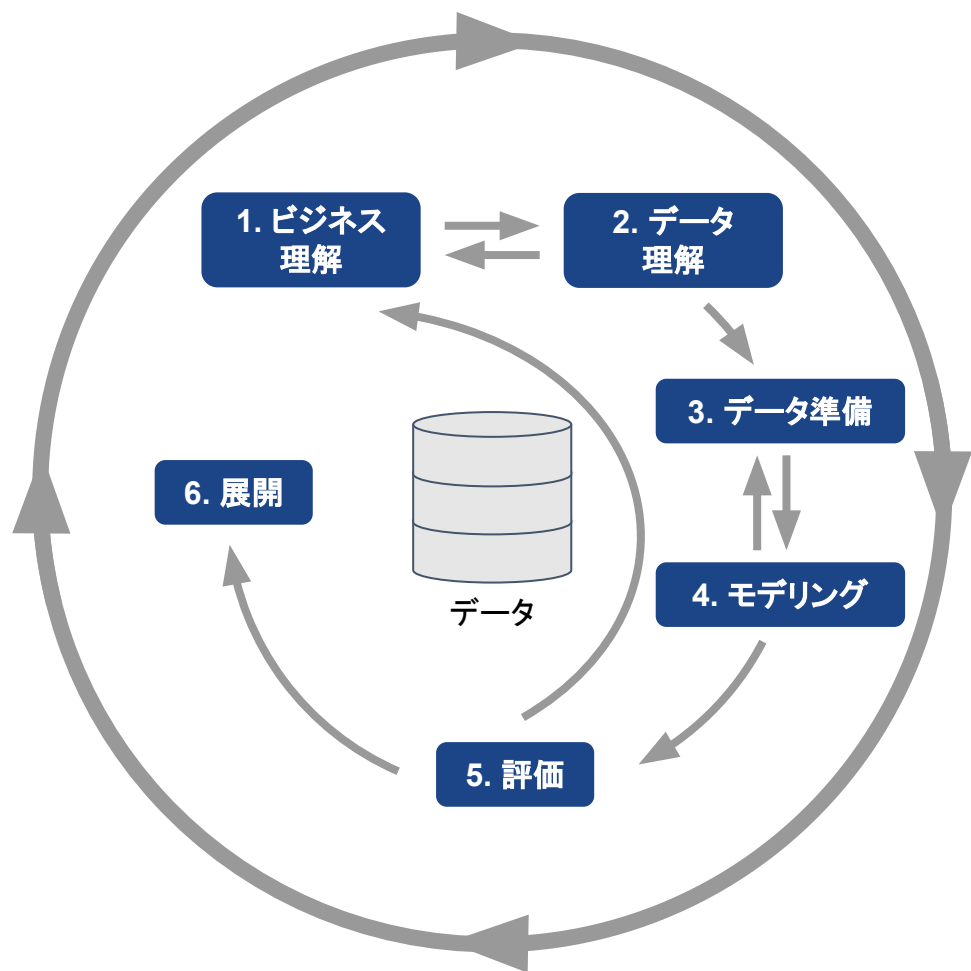 1. ビジネス
理解
2. データ
理解
3. データ準備
6. 展開
4. モデリング
データ
5. 評価